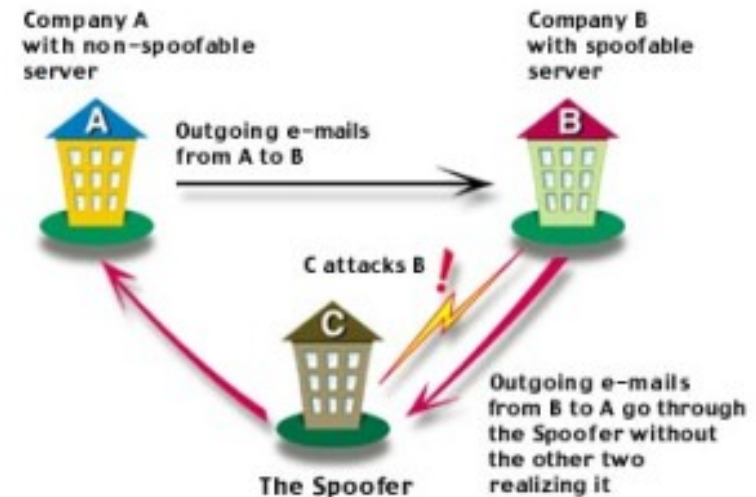 Company A
with non-spoofable
server
Company B
with spoofable
server
A
B
Outgoing e-mails
from A to B
C attacks B !
C
Outgoing e-mails
from B to A go through
the Spoofer without
the other two
realizing it
The Spoofer